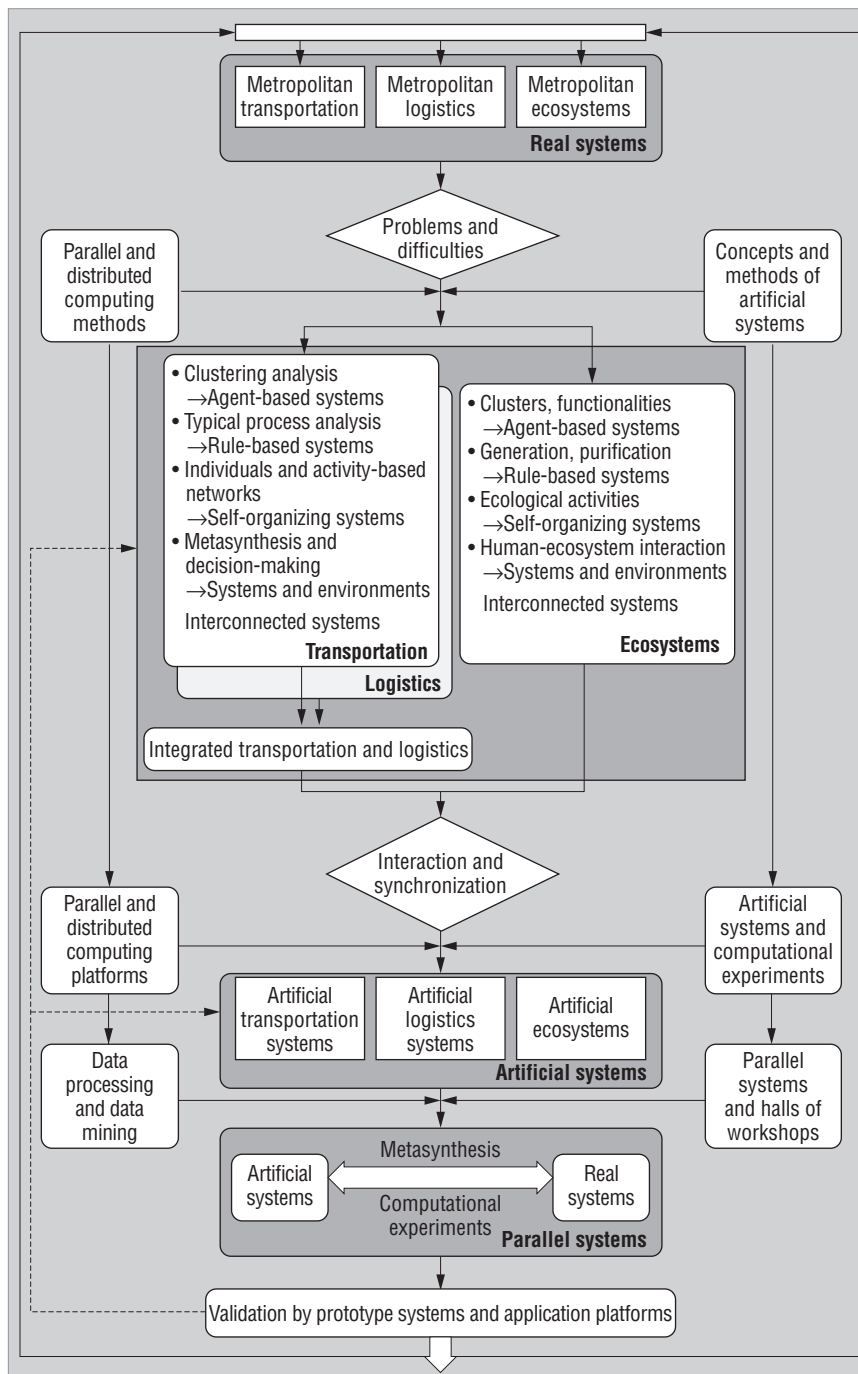 Metropolitan
transportation
Metropolitan
logistics
Metropolitan
ecosystems
Real systems
Problems and
difficulties
Parallel and
distributed
computing
methods
Concepts and
methods of
artificial
systems
• Clustering analysis
→Agent-based systems
• Typical process analysis
→Rule-based systems
• Individuals and activity-based
networks
→Self-organizing systems
• Metasynthesis and
decision-making
→Systems and environments
Interconnected systems
Transportation
Logistics
• Clusters, functionalities
→Agent-based systems
• Generation, purification
→Rule-based systems
• Ecological activities
→Self-organizing systems
• Human-ecosystem interaction
→Systems and environments
Interconnected systems
Ecosystems
Integrated transportation and logistics
Interaction and
synchronization
Parallel and
distributed
computing
platforms
Artificial
systems and
computational
experiments
Artificial
transportation
systems
Artificial
logistics
systems
Artificial
ecosystems
Artificial systems
Data
processing
and data
mining
Parallel
systems
and halls of
workshops
Metasynthesis
Artificial
systems
Real
systems
Computational
experiments
Parallel systems
Validation by prototype systems and application platforms